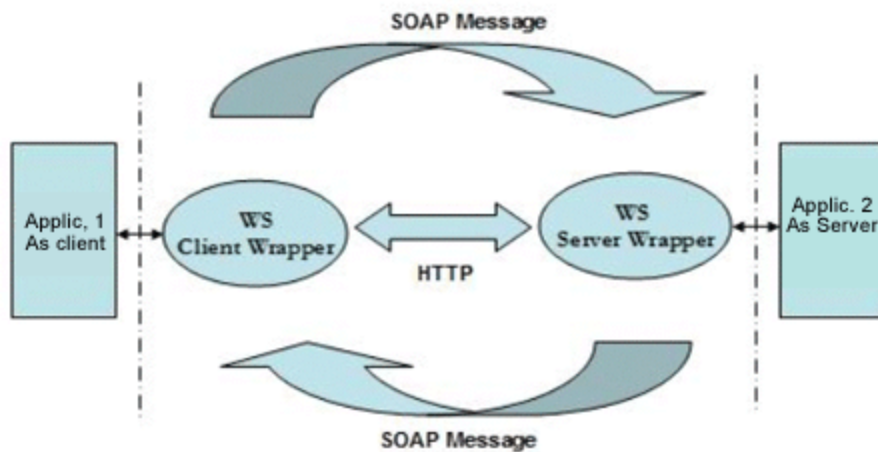 SOAP Message
Applic, 1
As client
WS
Client Wrapper
HTTP
WS
Server Wrapper
Applic. 2
As Server
SOAP Message